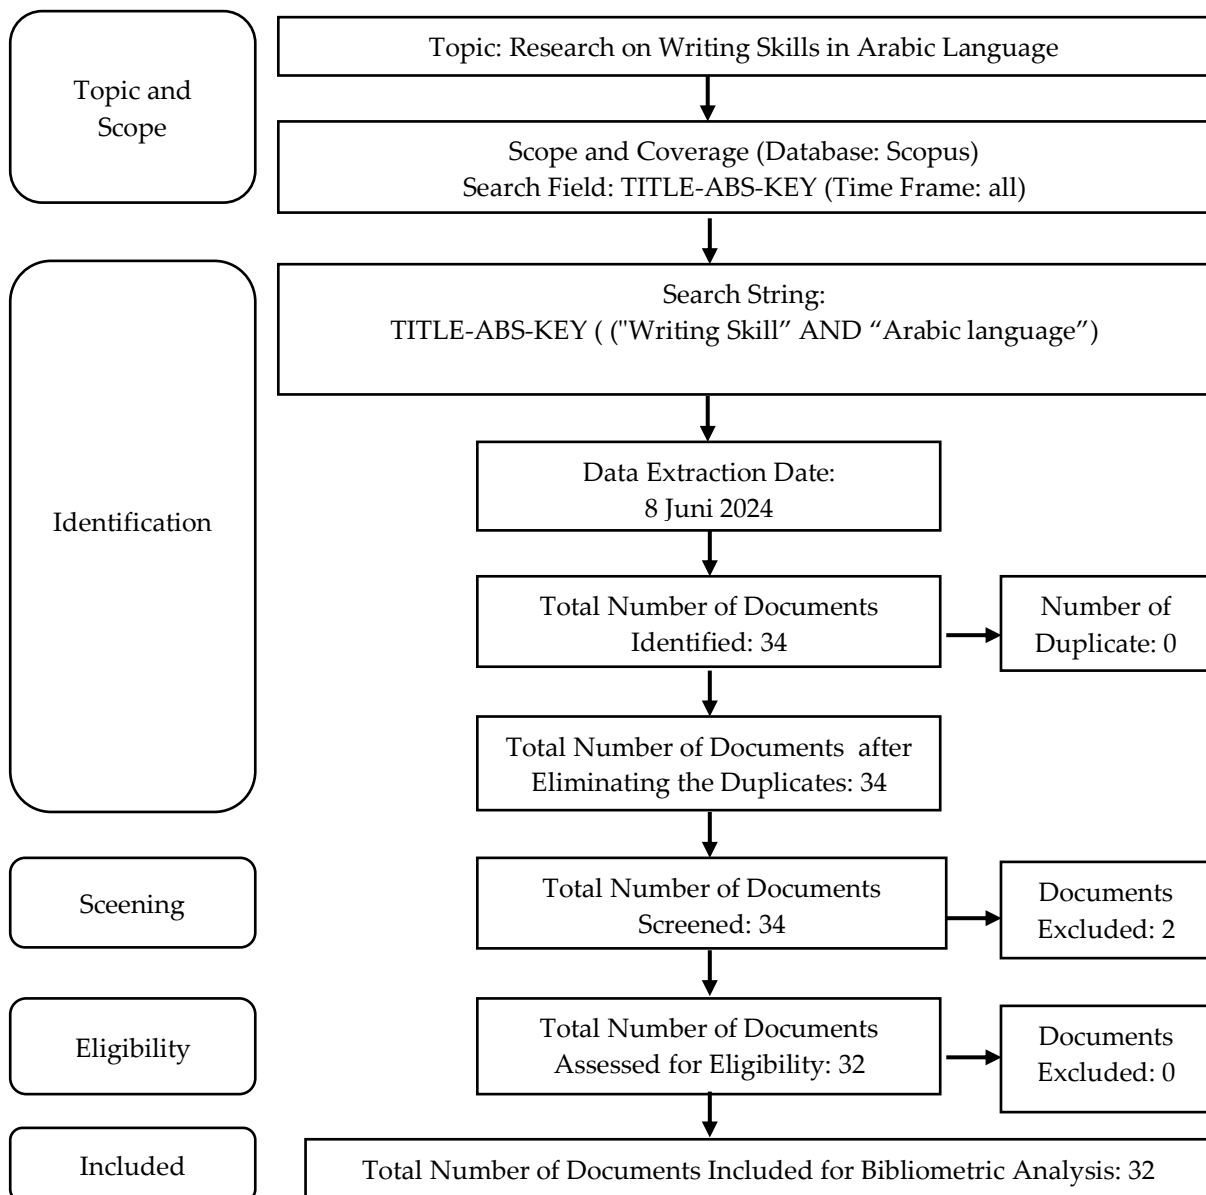 Topic and
Scope
Topic: Research on Writing Skills in Arabic Language
Scope and Coverage (Database: Scopus)
Search Field: TITLE-ABS-KEY (Time Frame: all)
Identification
Search String:
TITLE-ABS-KEY ( ("Writing Skill” AND “Arabic language”)
Data Extraction Date:
8 Juni 2024
Total Number of Documents
Identified: 34
Number of
Duplicate: 0
Total Number of Documents after
Eliminating the Duplicates: 34
Sceening
Total Number of Documents
Screened: 34
Documents
Excluded: 2
Eligibility
Total Number of Documents
Assessed for Eligibility: 32
Documents
Excluded: 0
Included
Total Number of Documents Included for Bibliometric Analysis: 32